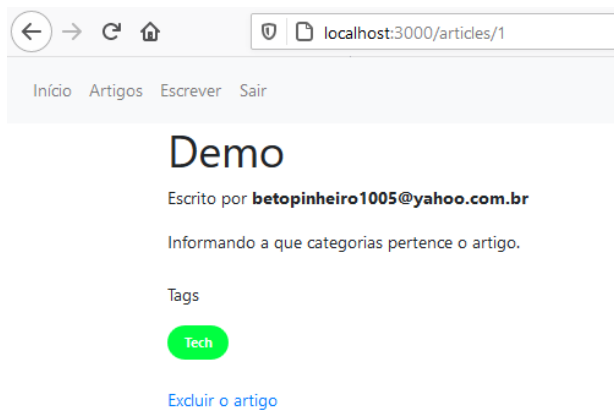 localhost:3000/articles/1
Início Artigos Escrever Sair
Demo
Escrito por betopinheiro1005@yahoo.com.br
Informando a que categorias pertence o artigo.
Tags
Tech
Excluir o artigo